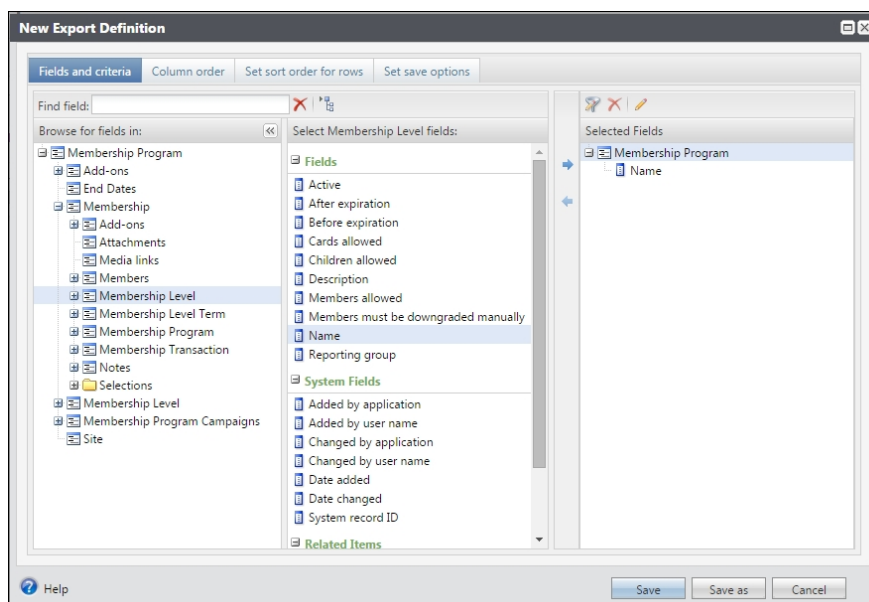 New Export Definition
Fields and criteria
Column order
Set sort order for rows
Set save options
Find field:
Browse for fields in:
Membership Program
Add-ons
End Dates
Membership
Add-ons
Attachments
Media links
Members
Membership Level
Membership Level Term
Membership Program
Membership Transaction
Notes
Selections
Membership Level
Membership Program Campaigns
Site
Select Membership Level fields:
Fields
Active
After expiration
Before expiration
Cards allowed
Children allowed
Description
Members allowed
Members must be downgraded manually
Name
Reporting group
System Fields
Added by application
Added by user name
Changed by application
Changed by user name
Date added
Date changed
System record ID
Related Items
Selected Fields
Membership Program
Name
Help
Save
Save as
Cancel